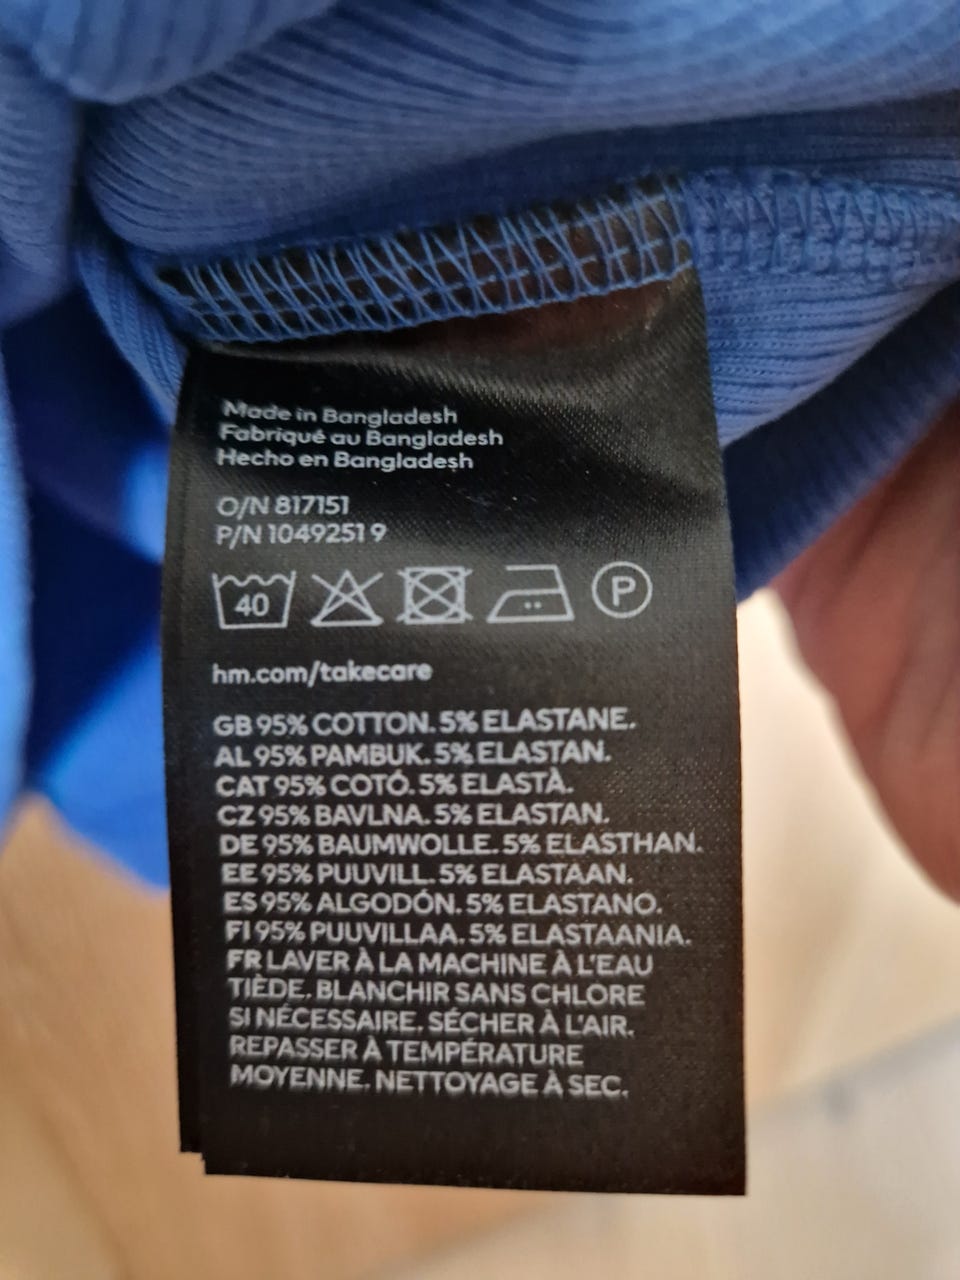 Made in Bangladesh
Fabriqué au Bangladesh
Hecho en Bangladesh
O/N 817151
P/N 1049251 9
40 P
hm.com/takecare
GB 95% COTTON. 5% ELASTANE.
AL 95% PAMBUK. 5% ELASTAN.
CAT 95% COTÓ. 5% ELASTÀ.
CZ 95% BAVLNA. 5% ELASTAN.
DE 95% BAUMWOLLE. 5% ELASTHAN.
EE 95% PUUVILL. 5% ELASTAAN.
ES 95% ALGODÓN. 5% ELASTANO.
FI 95% PUUVILLAA. 5% ELASTAANIA.
FR LAVER À LA MACHINE À L'EAU
TIÈDE. BLANCHIR SANS CHLORE
SI NÉCESSAIRE. SÉCHER À L'AIR.
REPASSER À TEMPÉRATURE
MOYENNE. NETTOYAGE À SEC.